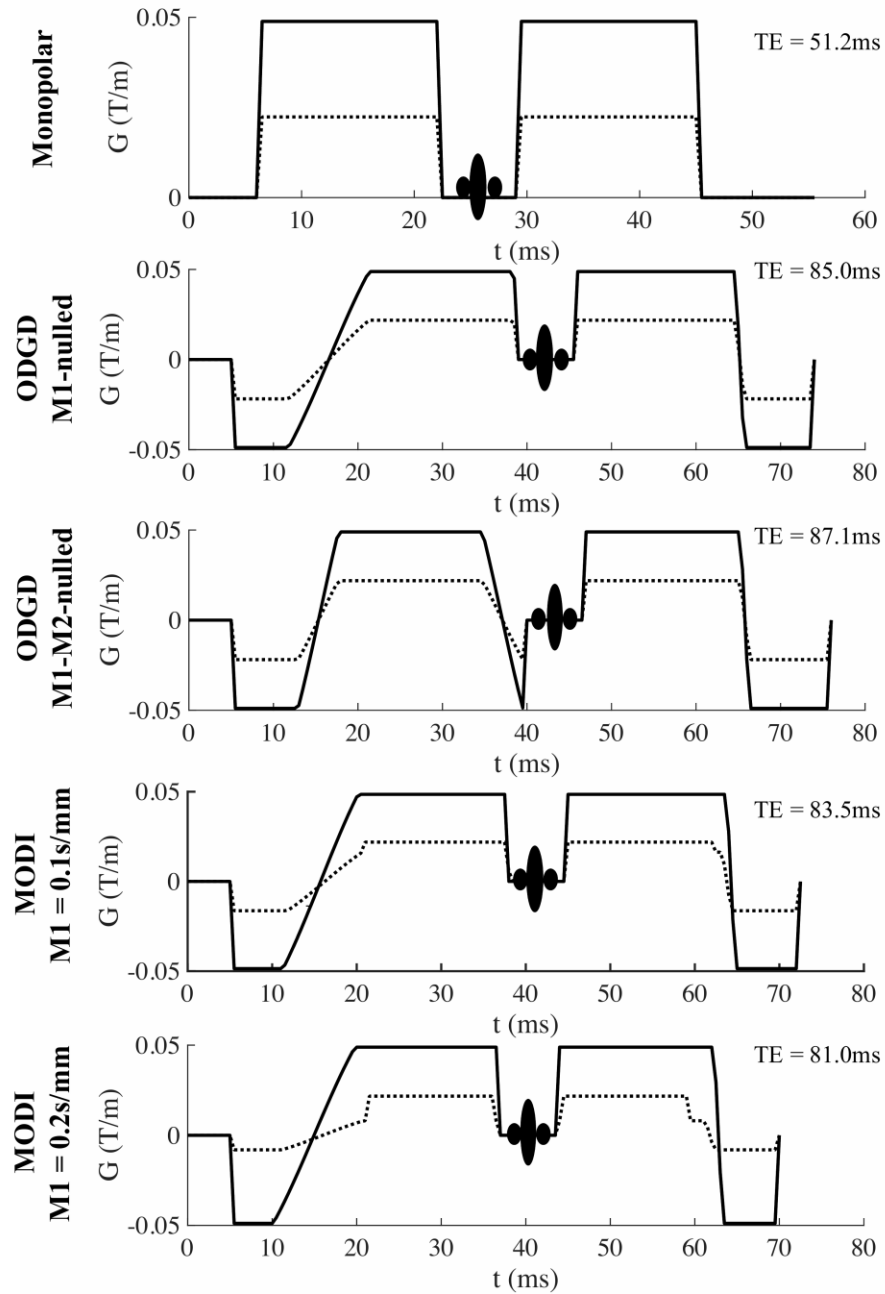 Monopolar
G (T/m)
0.05
0
TE = 51.2ms
0 10 20 30 40 50 60
t (ms)
ODGD
M1-nulled
G (T/m)
0.05
0
-0.05
TE = 85.0ms
0 10 20 30 40 50 60 70 80
t (ms)
ODGD
M1-M2-nulled
G (T/m)
0.05
0
-0.05
TE = 87.1ms
0 10 20 30 40 50 60 70 80
t (ms)
MODI
M1 = 0.1s/mm
G (T/m)
0.05
0
-0.05
TE = 83.5ms
0 10 20 30 40 50 60 70 80
t (ms)
MODI
M1 = 0.2s/mm
G (T/m)
0.05
0
-0.05
TE = 81.0ms
0 10 20 30 40 50 60 70 80
t (ms)